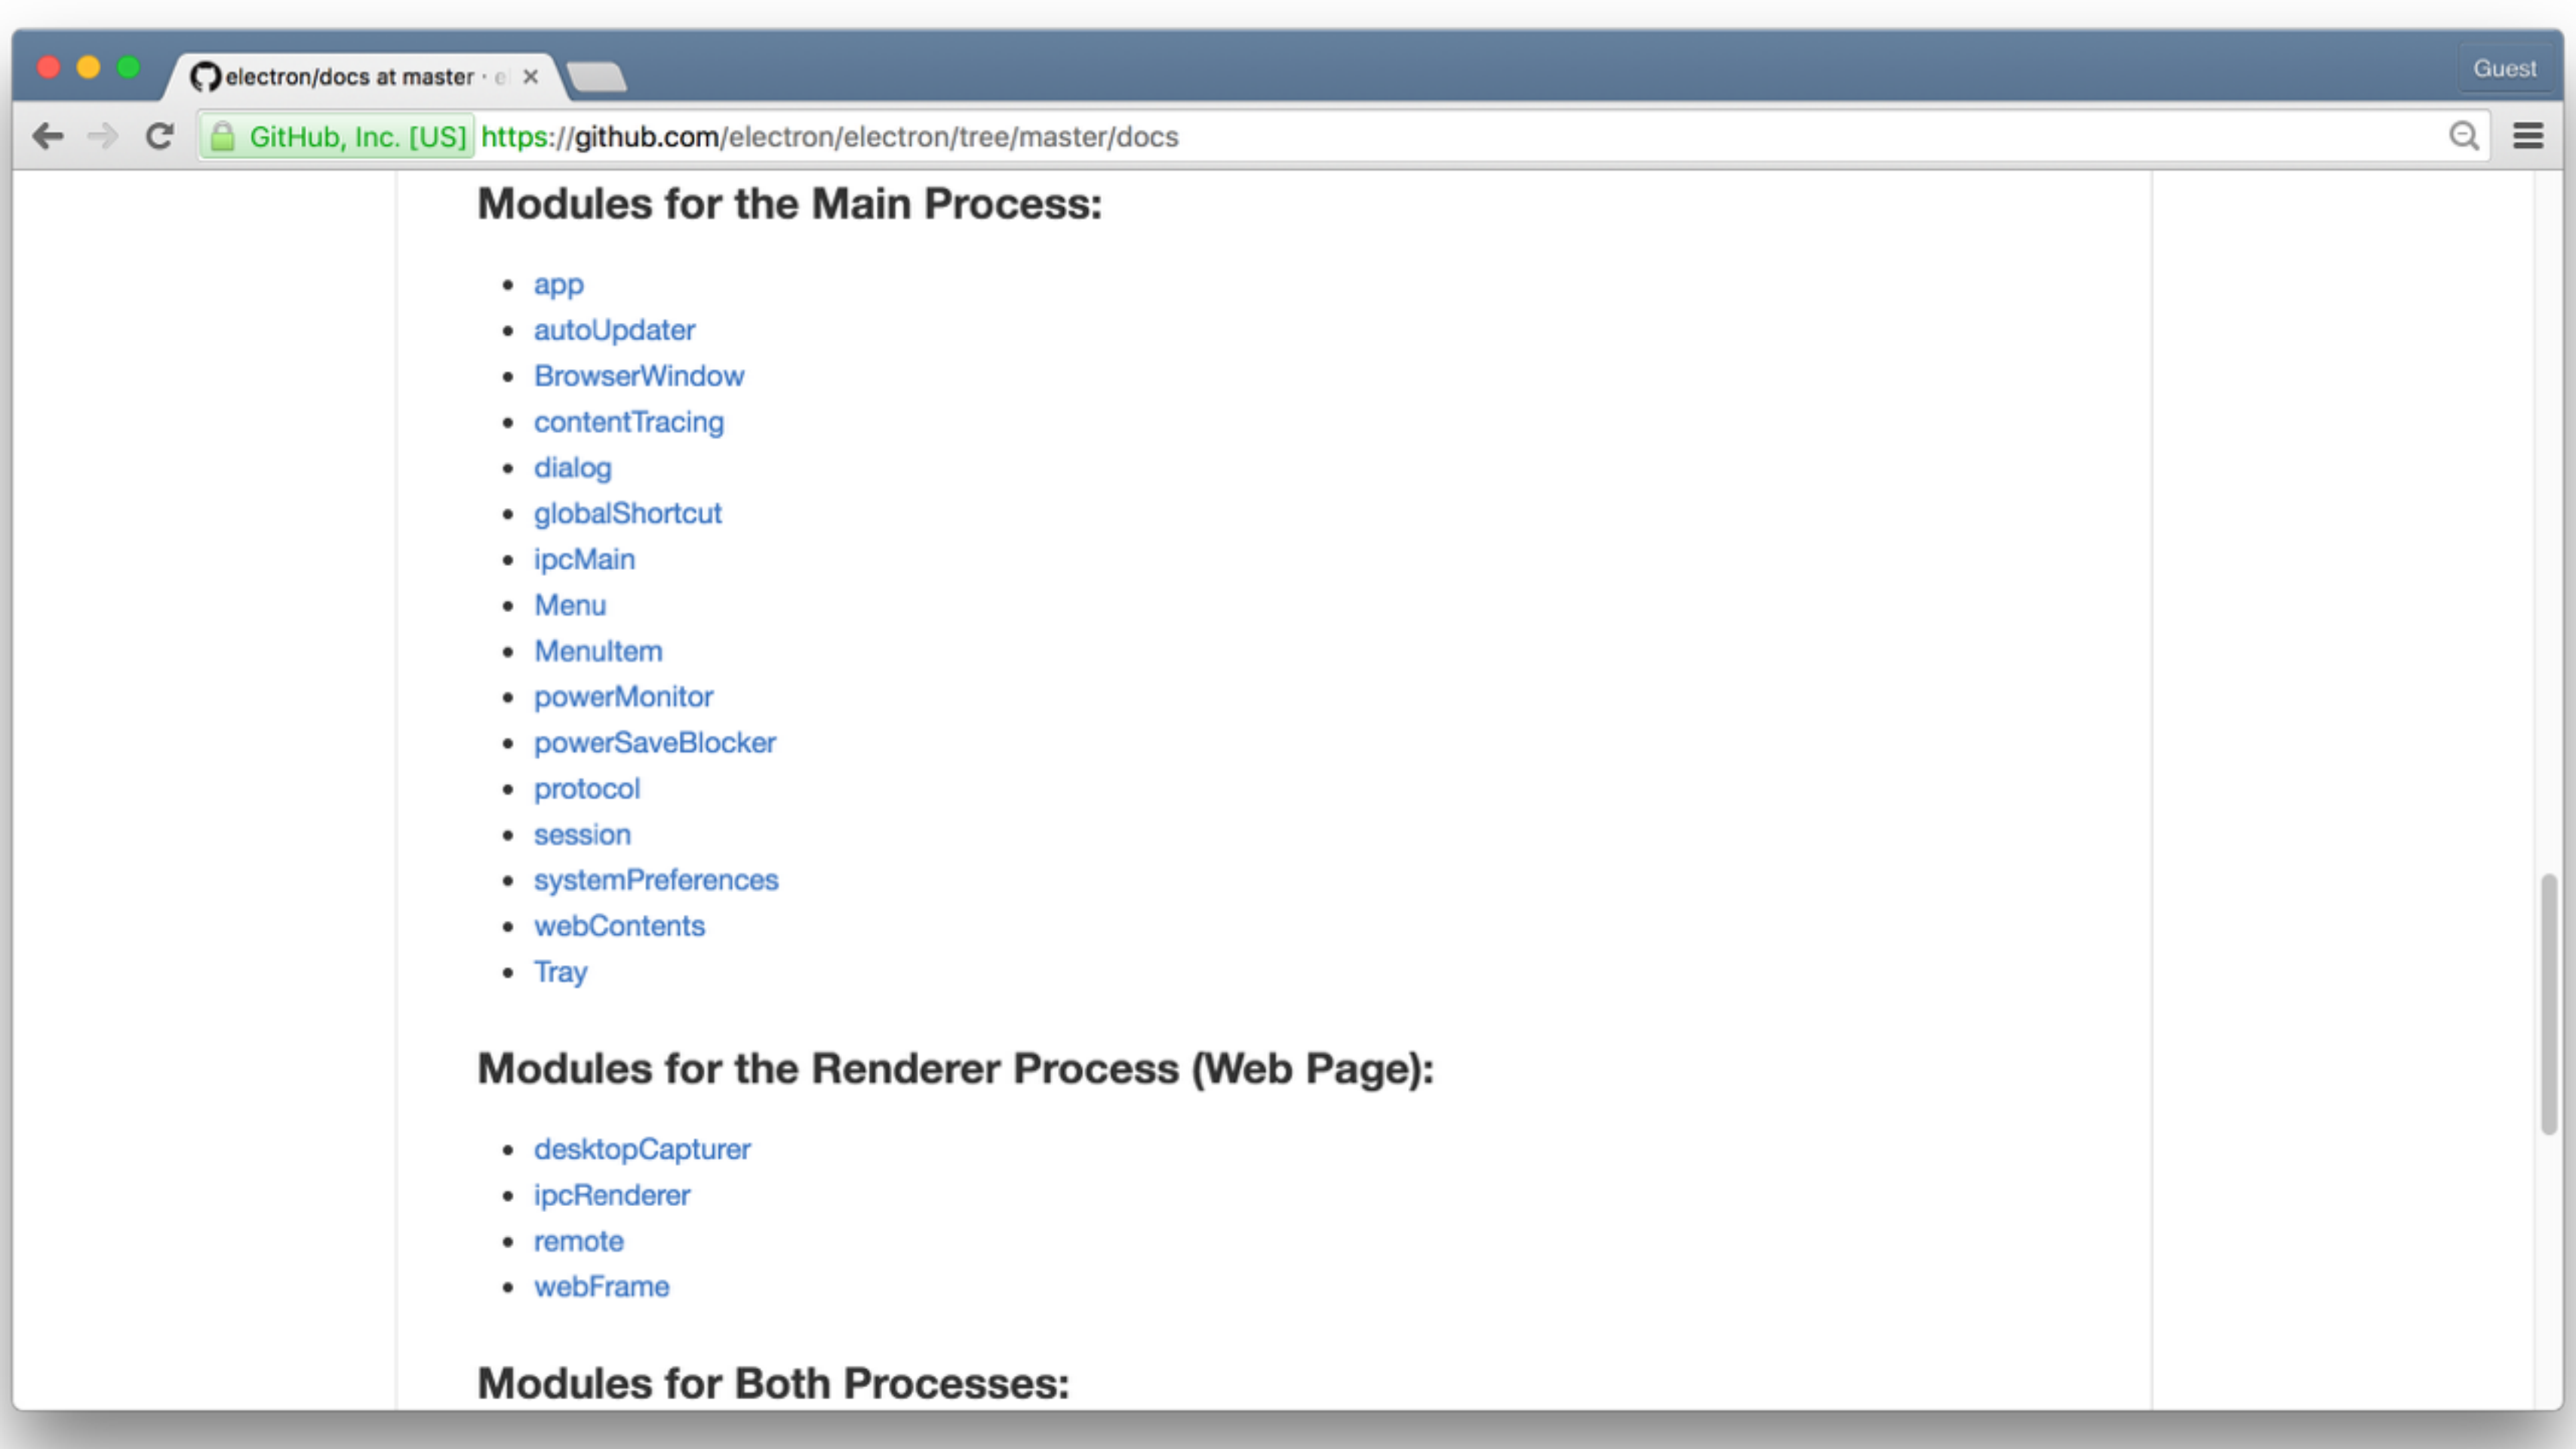 electron/docs at master · e
Guest
GitHub, Inc. [US] https://github.com/electron/electron/tree/master/docs
Modules for the Main Process:
app
autoUpdater
BrowserWindow
contentTracing
dialog
globalShortcut
ipcMain
Menu
MenuItem
powerMonitor
powerSaveBlocker
protocol
session
systemPreferences
webContents
Tray
Modules for the Renderer Process (Web Page):
desktopCapturer
ipcRenderer
remote
webFrame
Modules for Both Processes: